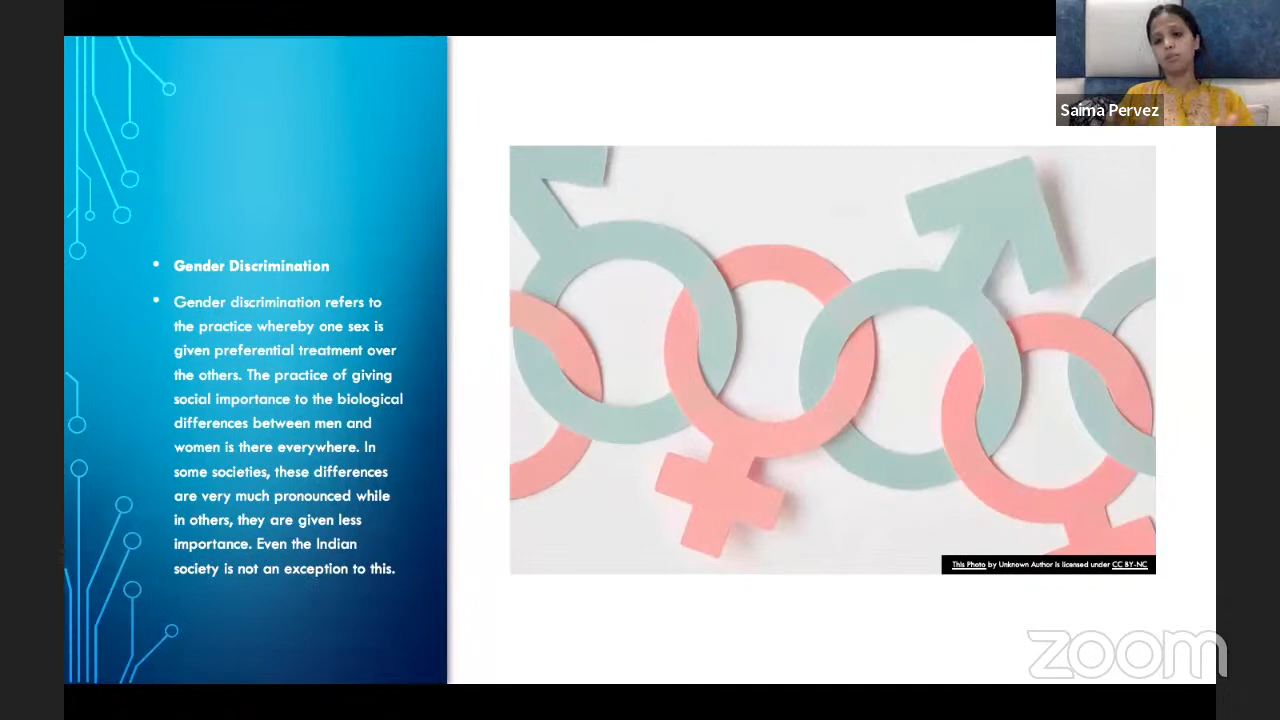 Saima Pervez
• Gender Discrimination
• Gender discrimination refers to
the practice whereby one sex is
given preferential treatment over
the others. The practice of giving
social importance to the biological
differences between men and
women is there everywhere. In
some societies, these differences
are very much pronounced while
in others, they are given less
importance. Even the Indian
society is not an exception to this.
This Photo by Unknown Author is licensed under CC BY-NC
zoom